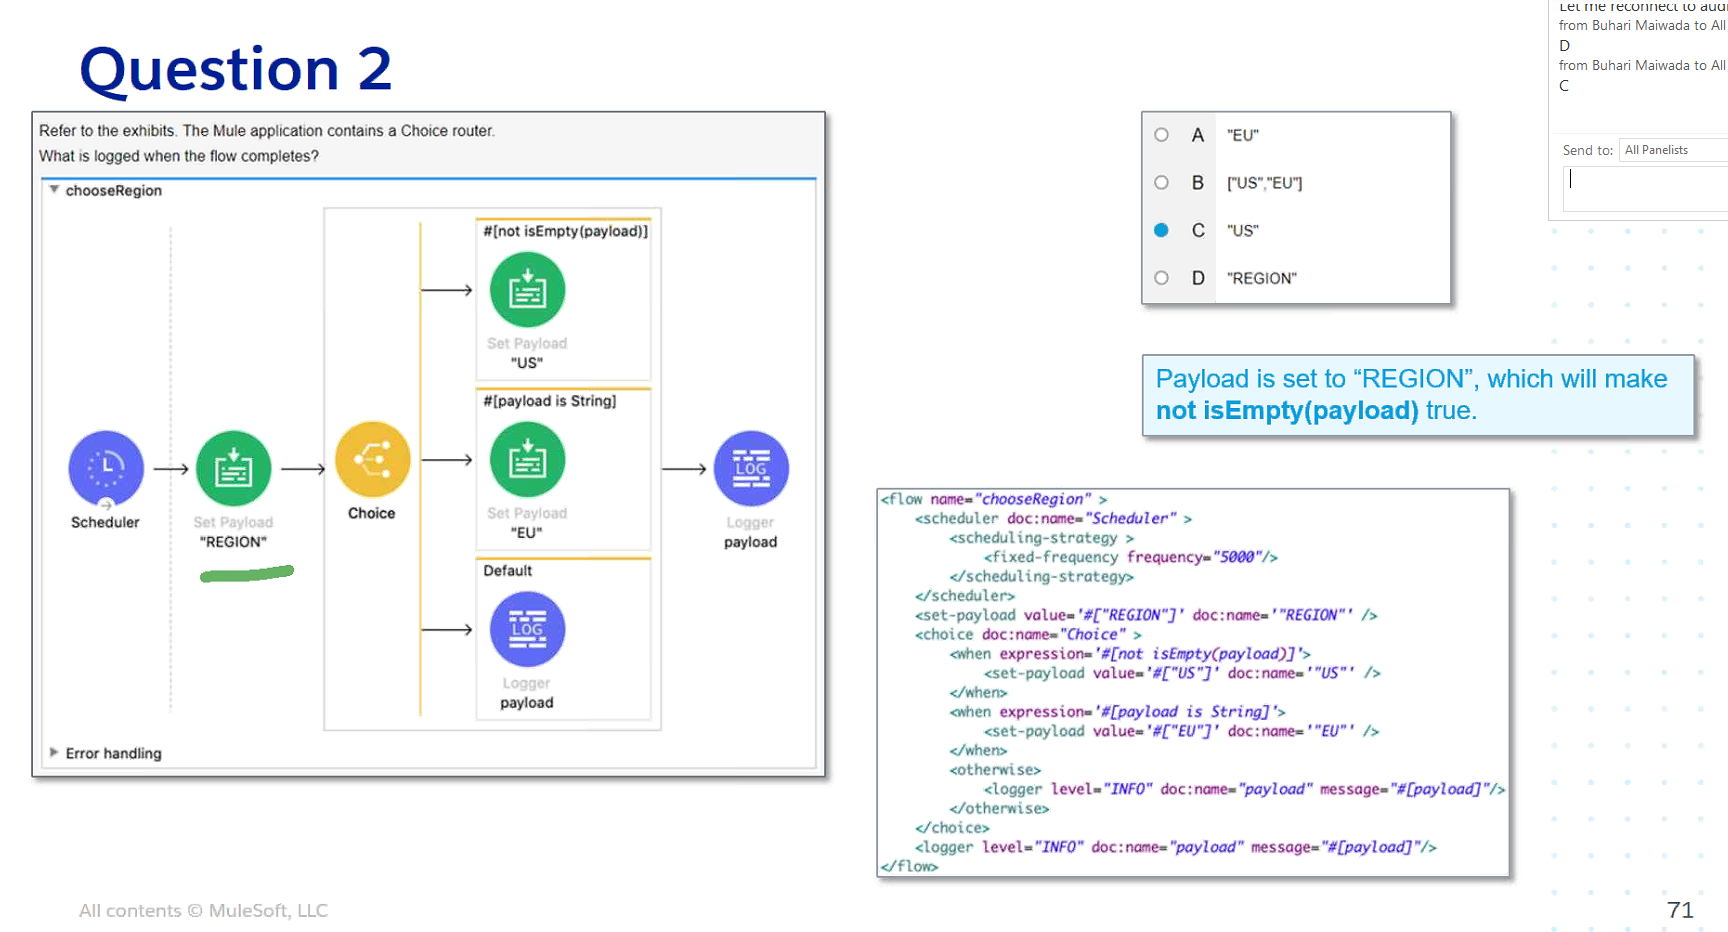 Question 2
Refer to the exhibits. The Mule application contains a Choice router.
What is logged when the flow completes?
chooseRegion
#[not isEmpty(payload)]
Set Payload
"US"
#[payload is String]
Set Payload
"EU"
Default
LOG
Logger
payload
Scheduler
Set Payload
"REGION"
Choice
LOG
Logger
payload
Error handling
A "EU"
B ["US","EU"]
C "US"
D "REGION"
Payload is set to “REGION”, which will make
not isEmpty(payload) true.
<flow name="chooseRegion" >
<scheduler doc:name="Scheduler" >
<scheduling-strategy >
<fixed-frequency frequency="5000"/>
</scheduling-strategy>
</scheduler>
<set-payload value='#["REGION"]' doc:name='"REGION"' />
<choice doc:name="Choice" >
<when expression='#[not isEmpty(payload)]'>
<set-payload value='#["US"]' doc:name='"US"' />
</when>
<when expression='#[payload is String]'>
<set-payload value='#["EU"]' doc:name='"EU"' />
</when>
<otherwise>
<logger level="INFO" doc:name="payload" message="#[payload]"/>
</otherwise>
</choice>
<logger level="INFO" doc:name="payload" message="#[payload]"/>
</flow>
Let me reconnect to
from Buhari Maiwada to All
D
from Buhari Maiwada to All
C
Send to: All Panelists
All contents © MuleSoft, LLC
71